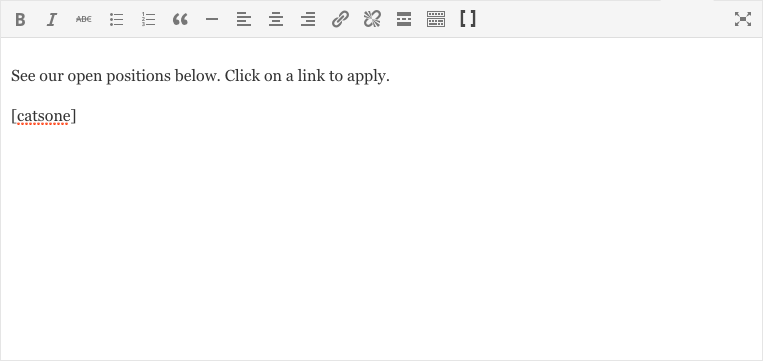 B I ABC
See our open positions below. Click on a link to apply.
[catsone]